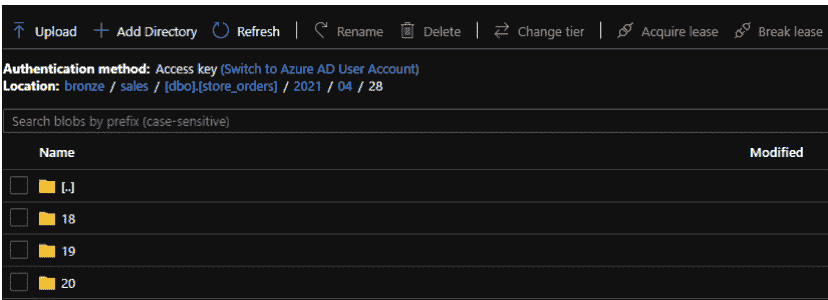 Upload Add Directory Refresh Rename Delete Change tier Acquire lease Break lease
Authentication method: Access key (Switch to Azure AD User Account)
Location: bronze / sales / [dbo].[store_orders] / 2021 / 04 / 28
Search blobs by prefix (case-sensitive)
Name Modified
[..]
18
19
20